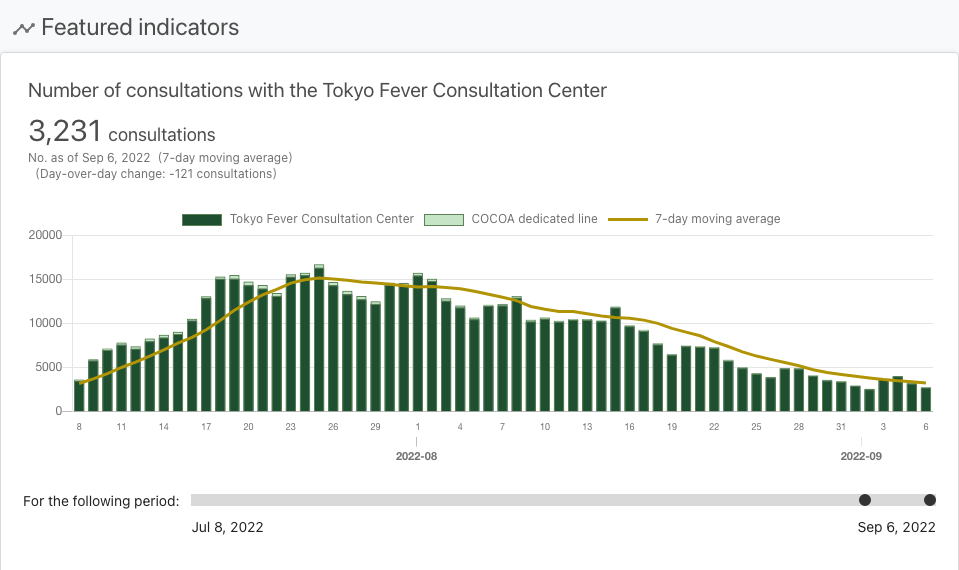 Featured indicators
Number of consultations with the Tokyo Fever Consultation Center
3,231 consultations
No. as of Sep 6, 2022 (7-day moving average)
(Day-over-day change: -121 consultations)
Tokyo Fever Consultation Center COCOA dedicated line 7-day moving average
20000
15000
10000
5000
0
8 11 14 17 20 23 26 29 1 4 7 10 13 16 19 22 25 28 31 3 6
2022-08 2022-09
For the following period:
Jul 8, 2022 Sep 6, 2022